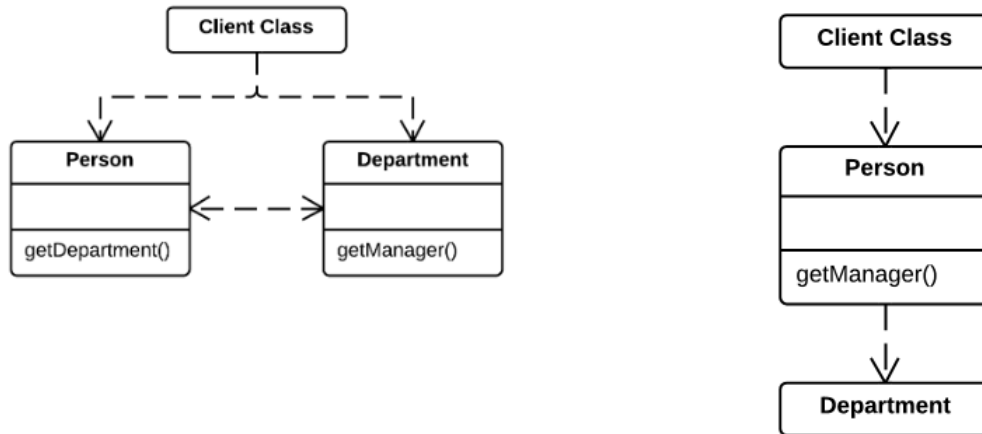 Client Class
Person
Department
getDepartment()
getManager()
Client Class
Person
getManager()
Department